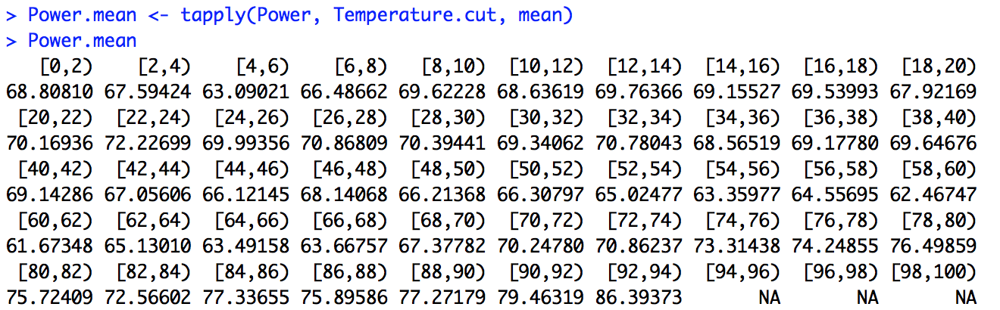 > Power.mean <- tapply(Power, Temperature.cut, mean)
> Power.mean
[0,2) [2,4) [4,6) [6,8) [8,10) [10,12) [12,14) [14,16) [16,18) [18,20)
68.80810 67.59424 63.09021 66.48662 69.62228 68.63619 69.76366 69.15527 69.53993 67.92169
[20,22) [22,24) [24,26) [26,28) [28,30) [30,32) [32,34) [34,36) [36,38) [38,40)
70.16936 72.22699 69.99356 70.86809 70.39441 69.34062 70.78043 68.56519 69.17780 69.64676
[40,42) [42,44) [44,46) [46,48) [48,50) [50,52) [52,54) [54,56) [56,58) [58,60)
69.14286 67.05606 66.12145 68.14068 66.21368 66.30797 65.02477 63.35977 64.55695 62.46747
[60,62) [62,64) [64,66) [66,68) [68,70) [70,72) [72,74) [74,76) [76,78) [78,80)
61.67348 65.13010 63.49158 63.66757 67.37782 70.24780 70.86237 73.31438 74.24855 76.49859
[80,82) [82,84) [84,86) [86,88) [88,90) [90,92) [92,94) [94,96) [96,98) [98,100)
75.72409 72.56602 77.33655 75.89586 77.27179 79.46319 86.39373 NA NA NA